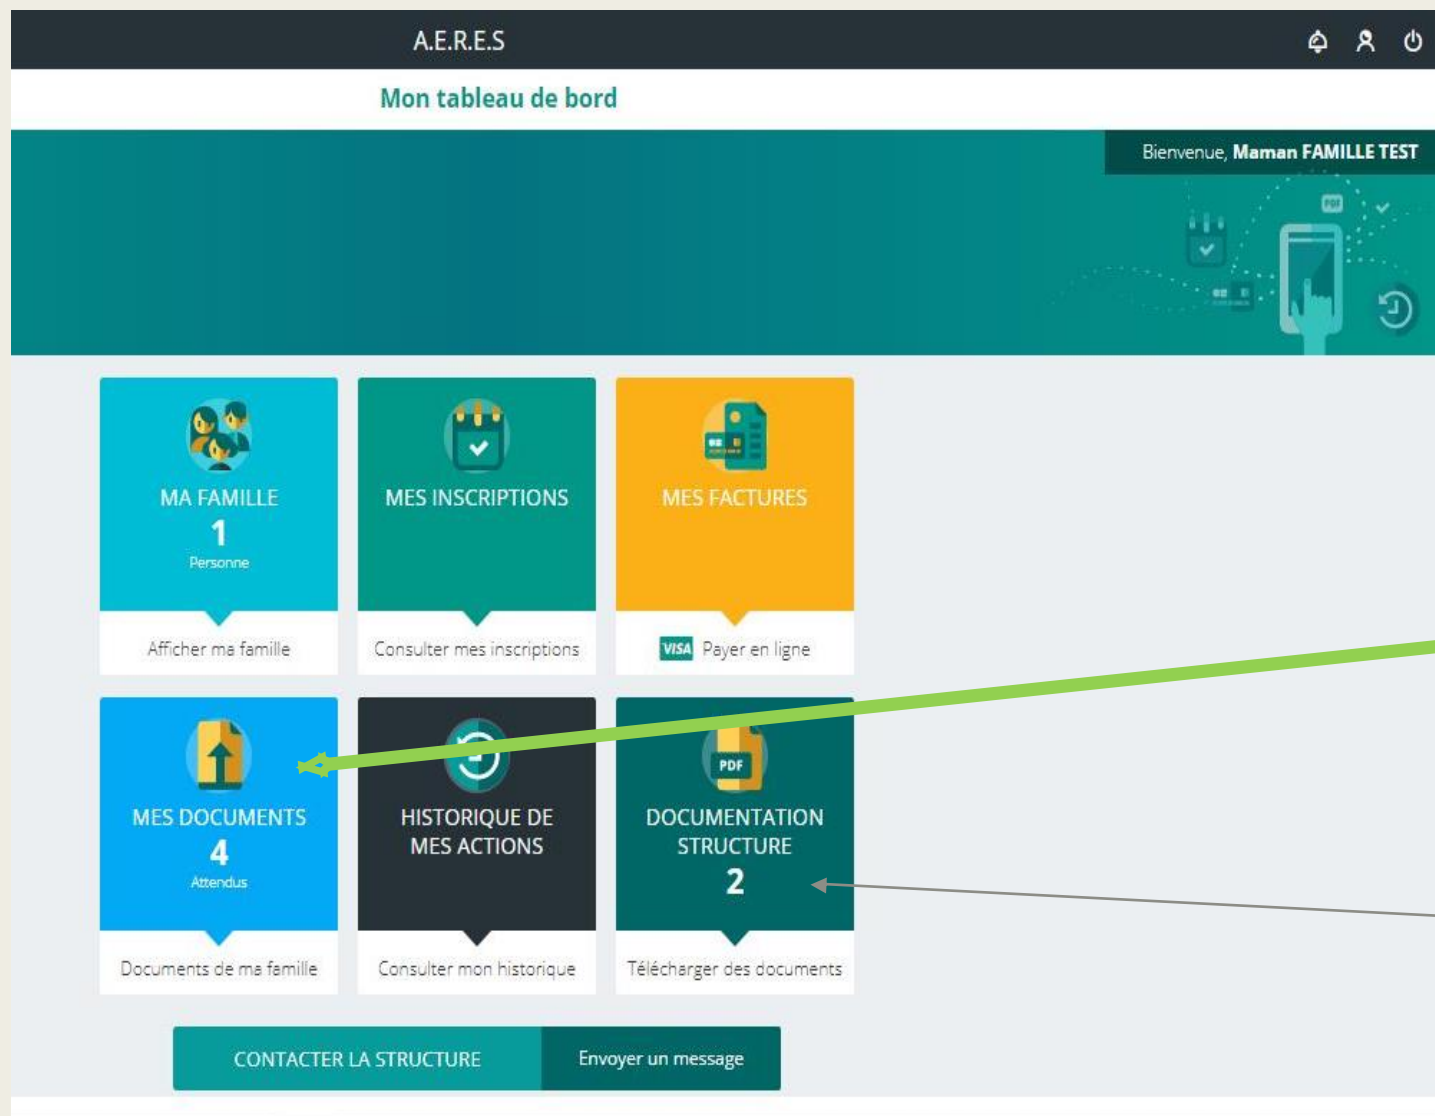 A.E.R.E.S
Mon tableau de bord
Bienvenue, Maman FAMILLE TEST
PDF
MA FAMILLE
1
Personne
Afficher ma famille
MES INSCRIPTIONS
Consulter mes inscriptions
MES FACTURES
VISA Payer en ligne
MES DOCUMENTS
4
Attendus
Documents de ma famille
HISTORIQUE DE
MES ACTIONS
Consulter mon historique
PDF
DOCUMENTATION
STRUCTURE
2
Télécharger des documents
CONTACTER LA STRUCTURE
Envoyer un message